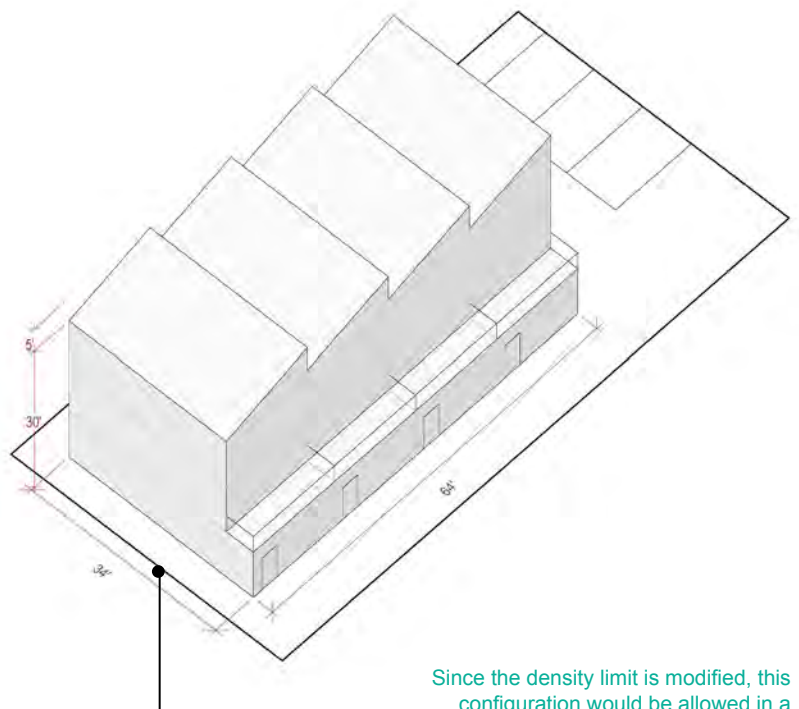 5'
30'
34'
64'
Since the density limit is modified, this
configuration would be allowed in a